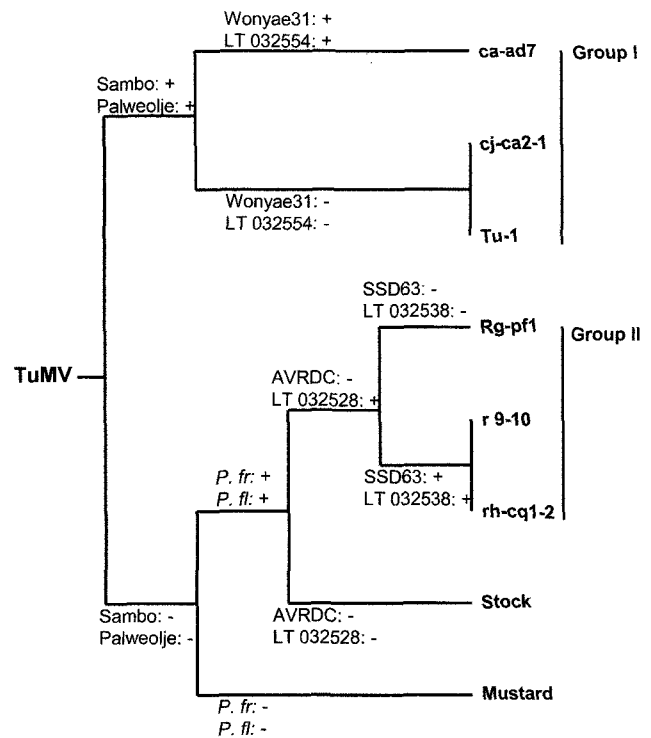 Wonyae31: +
LT 032554: +
ca-ad7
Group I
Sambo: +
Palweolje: +
cj-ca2-1
Wonyae31: -
LT 032554: -
Tu-1
SSD63: -
LT 032538: -
Rg-pf1
Group II
TuMV
AVRDC: -
LT 032528: +
r 9-10
P. fr: +
P. fl: +
SSD63: +
LT 032538: +
rh-cq1-2
Stock
Sambo: -
Palweolje: -
AVRDC: -
LT 032528: -
Mustard
P. fr: -
P. fl: -